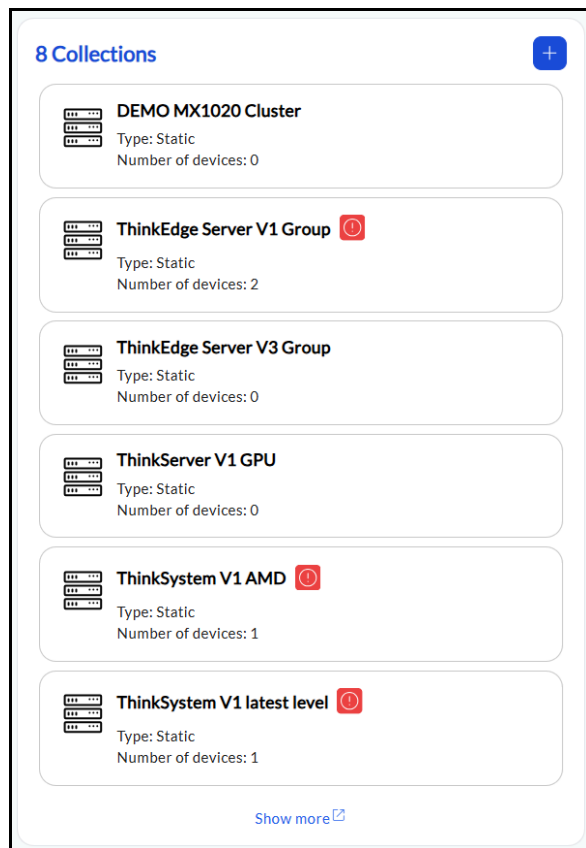 8 Collections
DEMO MX1020 Cluster
Type: Static
Number of devices: 0
ThinkEdge Server V1 Group
Type: Static
Number of devices: 2
ThinkEdge Server V3 Group
Type: Static
Number of devices: 0
ThinkServer V1 GPU
Type: Static
Number of devices: 0
ThinkSystem V1 AMD
Type: Static
Number of devices: 1
ThinkSystem V1 latest level
Type: Static
Number of devices: 1
Show more